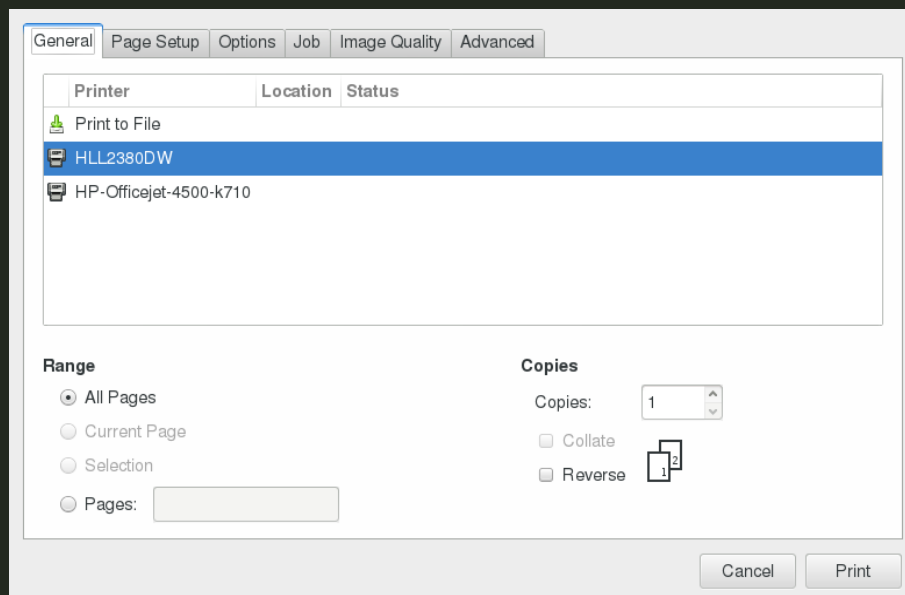 General Page Setup Options Job Image Quality Advanced
Printer Location Status
Print to File
HLL2380DW
HP-Officejet-4500-k710
Range
All Pages
Current Page
Selection
Pages:
Copies
Copies: 1
Collate
Reverse
1 2
Cancel Print